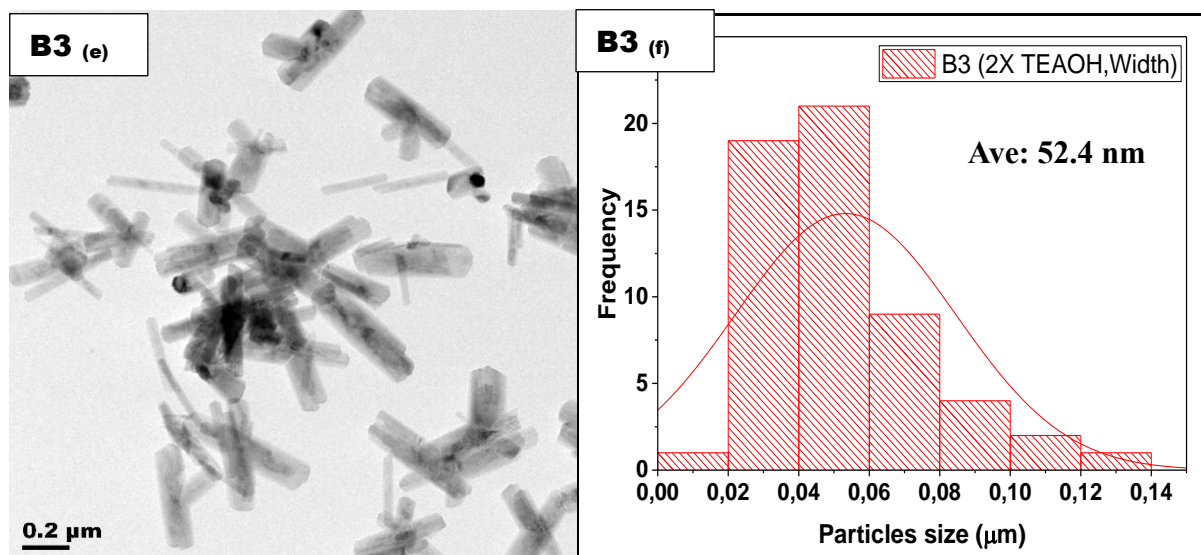 B3 (e)
0.2 µm
B3 (f)
B3 (2X TEAOH,Width)
Ave: 52.4 nm
Frequency
20
15
10
5
0
0,00 0,02 0,04 0,06 0,08 0,10 0,12 0,14
Particles size (µm)